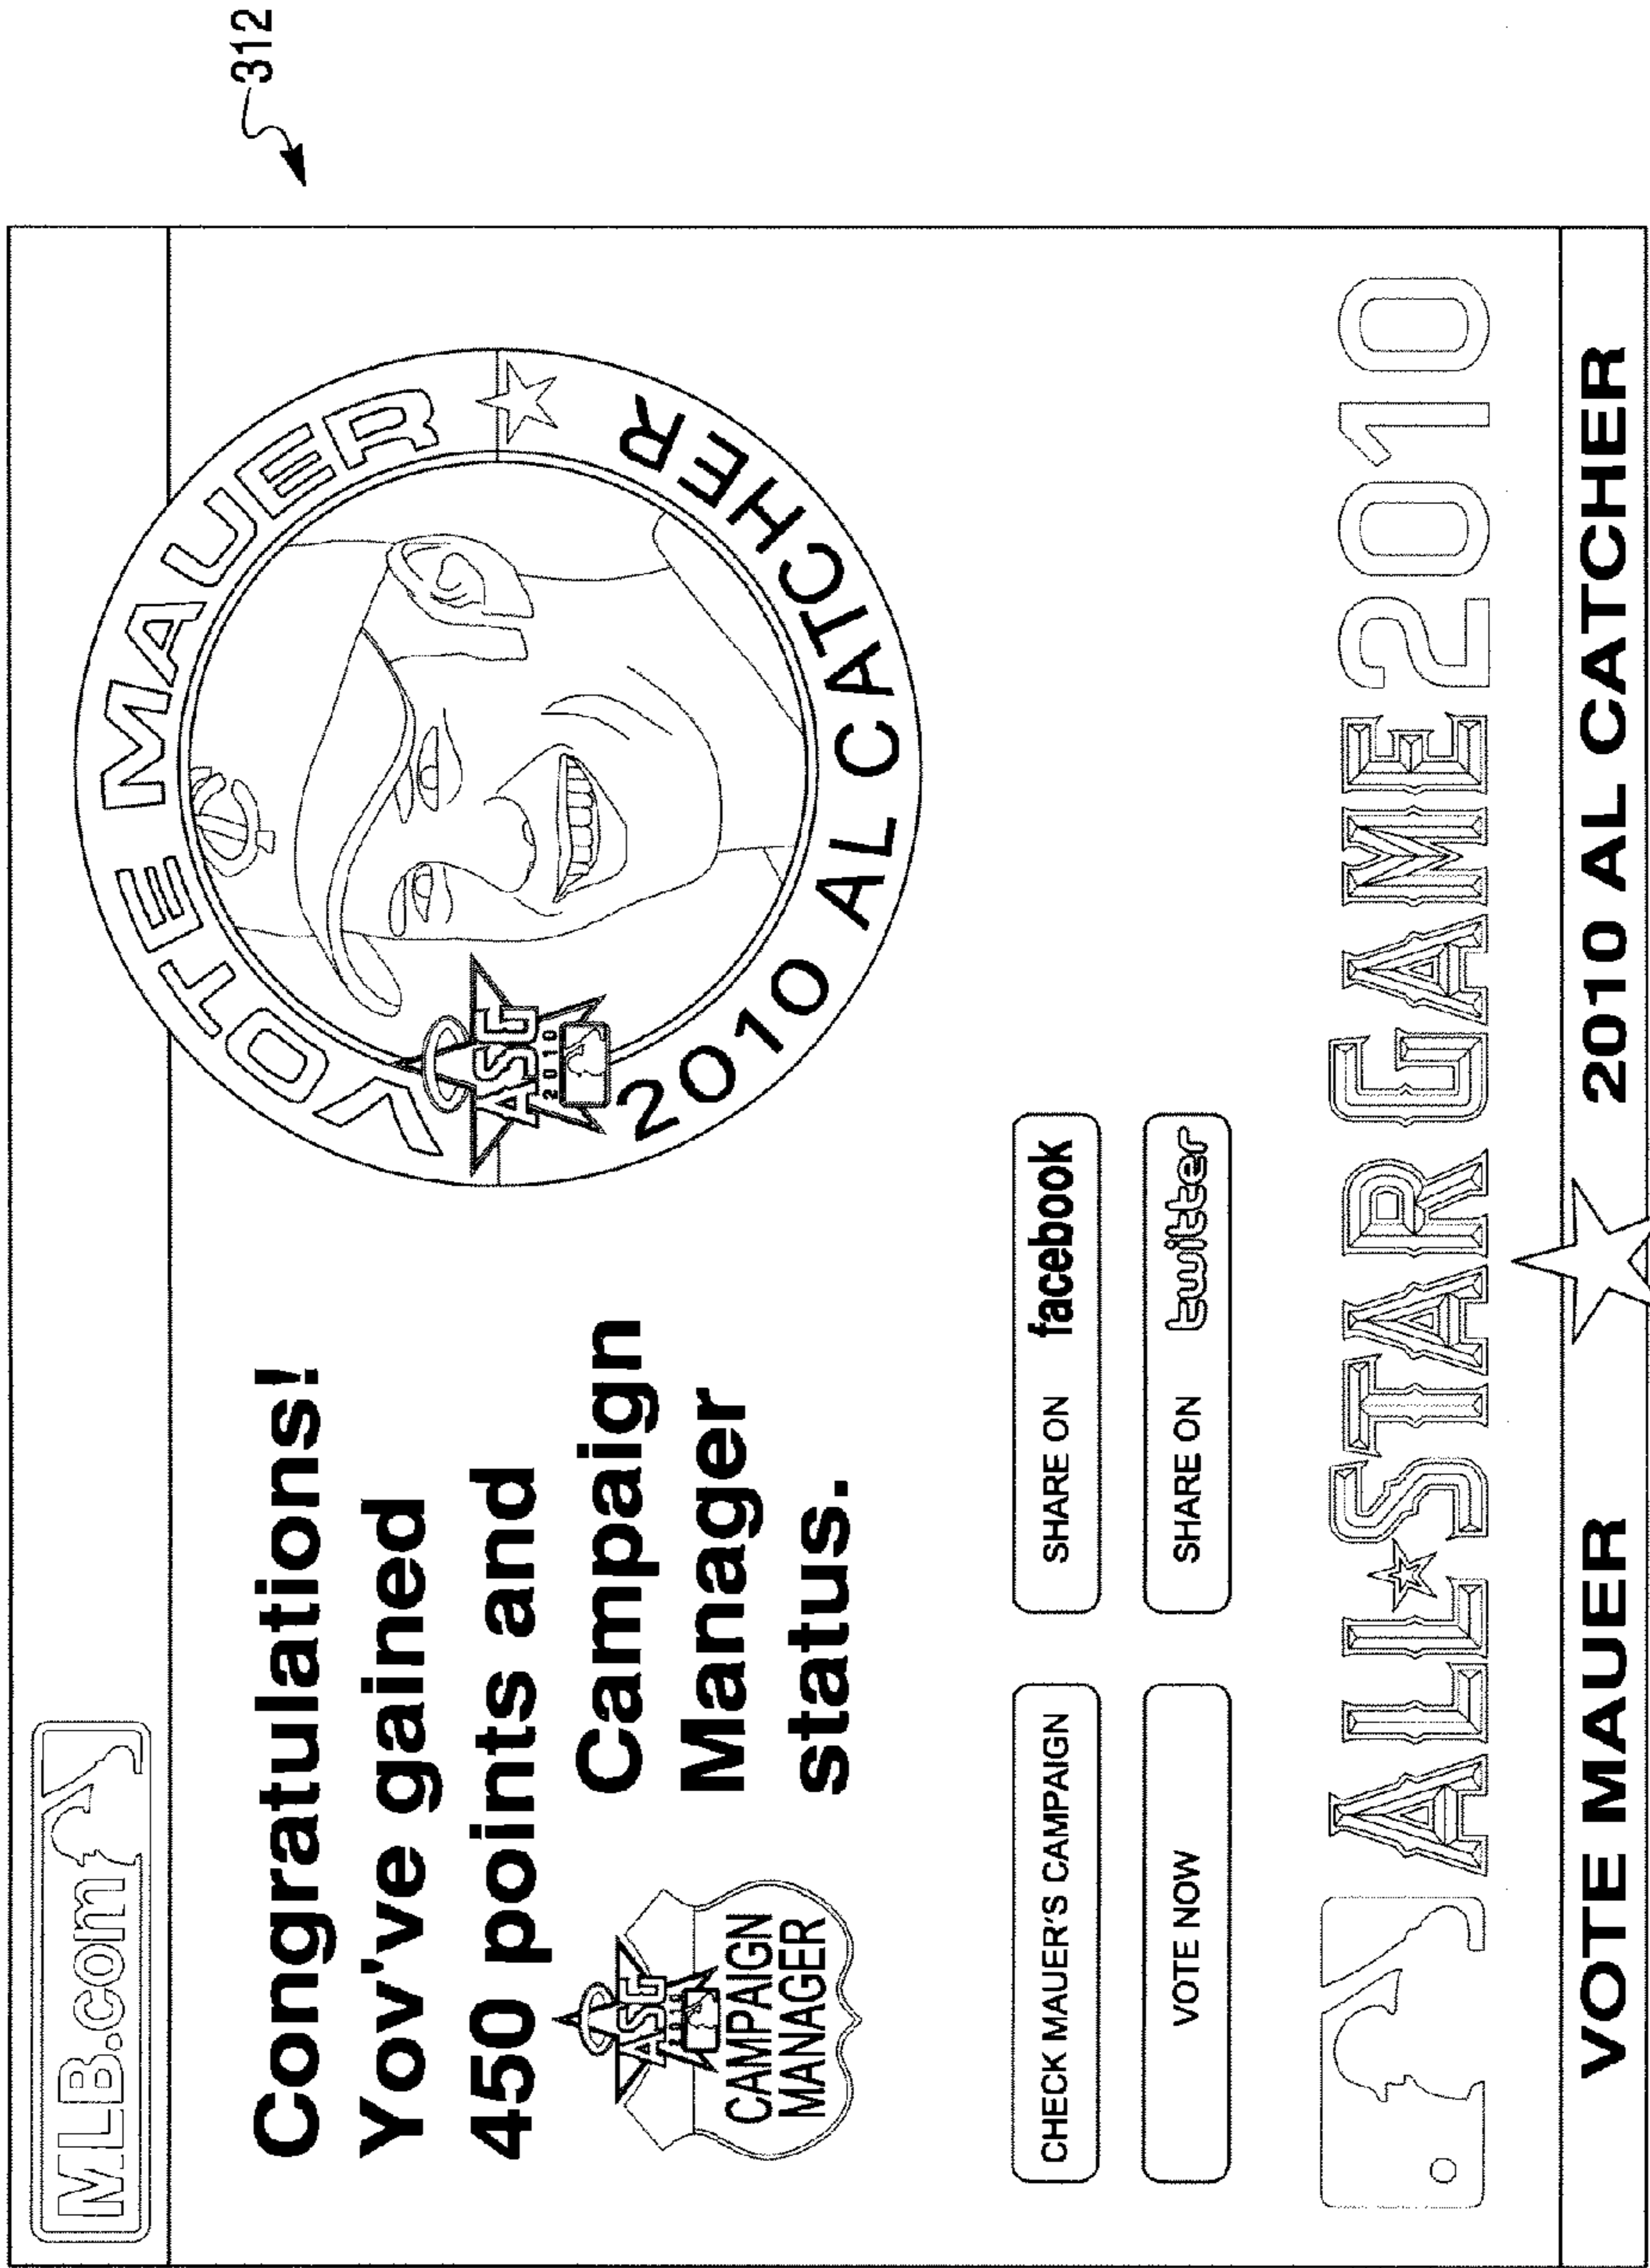 312
MLB.com
VOTE MAUER
2010 AL CATCHER
ASG
2010
Congratulations!
Yov've gained
450 points and
Campaign
Manager
status.
ASG
2010
CAMPAIGN
MANAGER
CHECK MAUER'S CAMPAIGN
SHARE ON facebook
VOTE NOW
SHARE ON twitter
ALL STAR GAME 2010
VOTE MAUER 2010 AL CATCHER